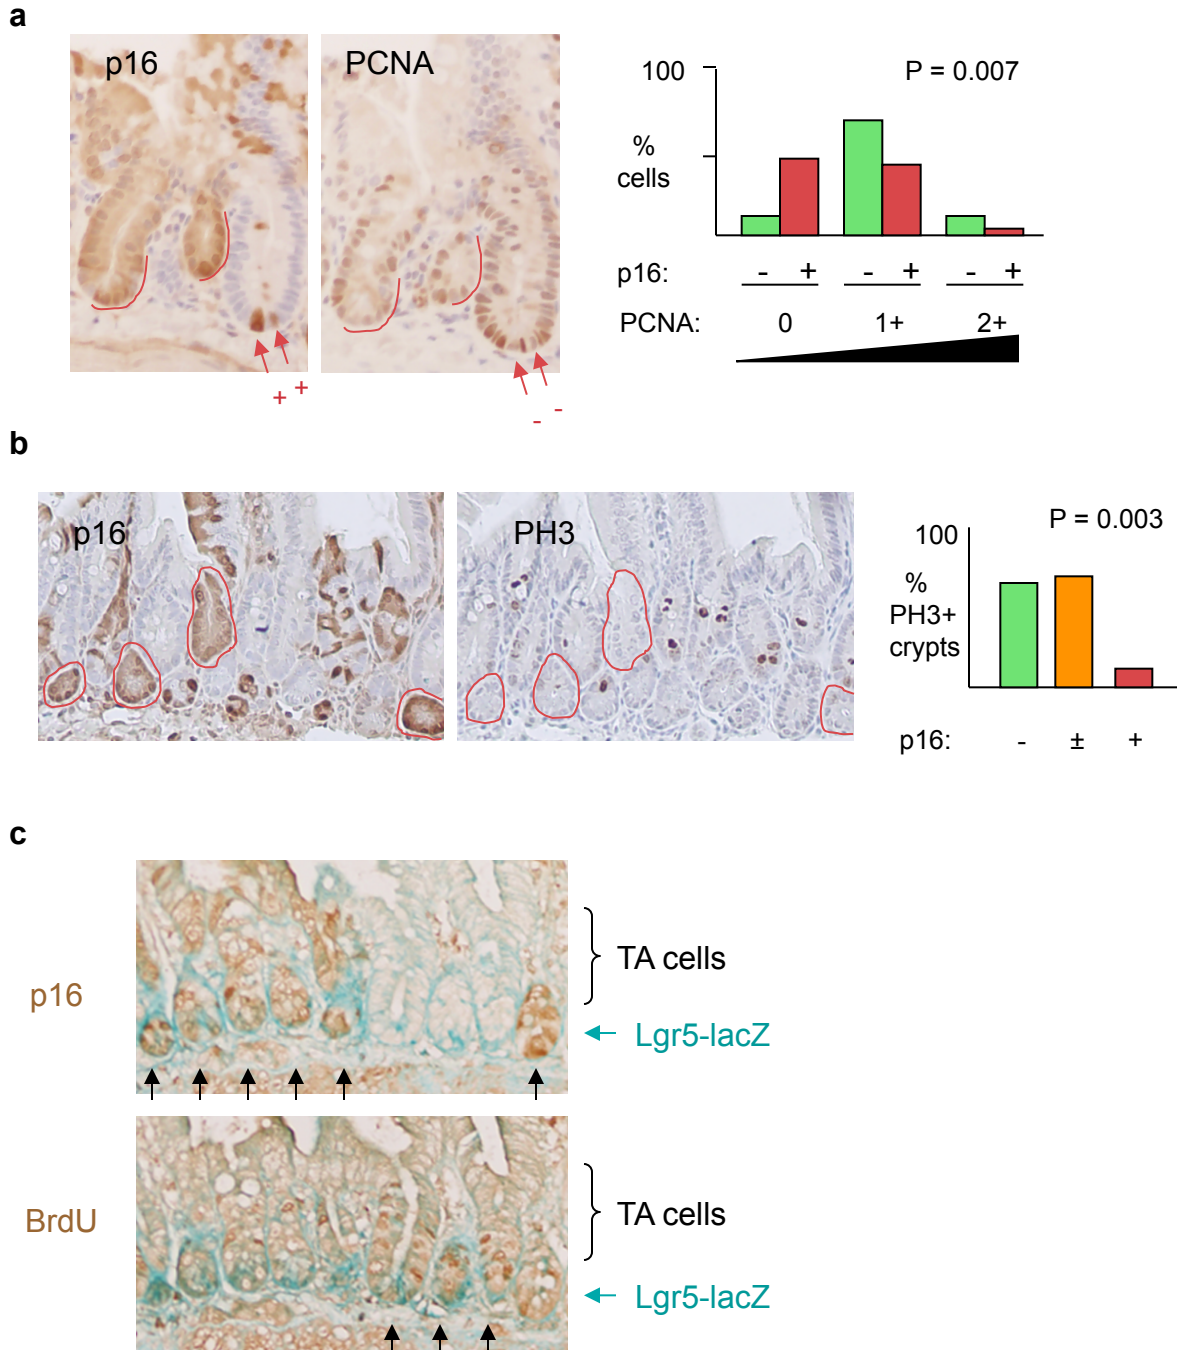 a
p16
PCNA
+
+
-
-
100
P = 0.007
%
cells
p16:
- + - + - +
PCNA:
0 1+ 2+
b
p16
PH3
100
P = 0.003
%
PH3+
crypts
p16:
- ± +
c
p16
TA cells
Lgr5-lacZ
BrdU
TA cells
Lgr5-lacZ